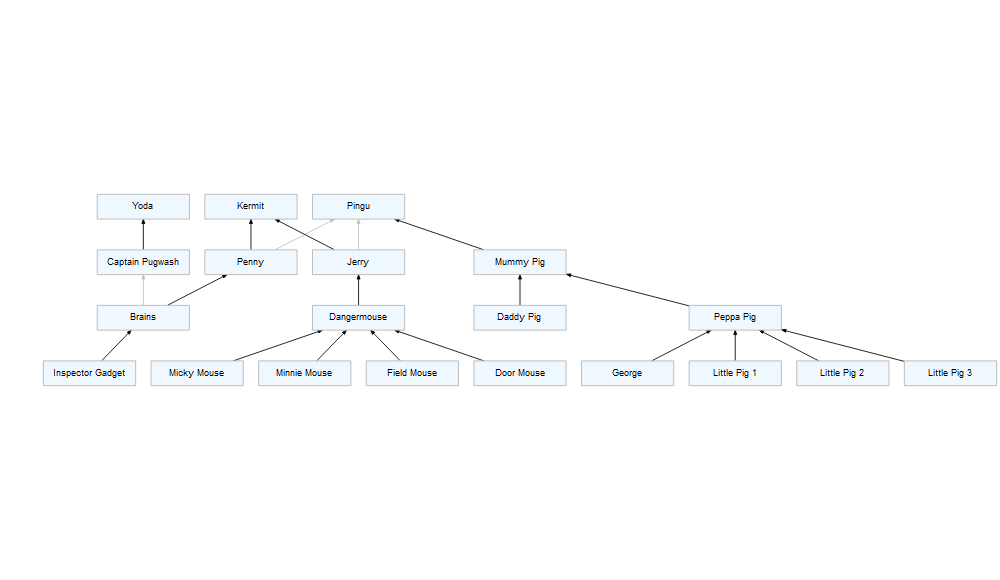 Yoda
Kermit
Pingu
Captain Pugwash
Penny
Jerry
Mummy Pig
Brains
Dangermouse
Daddy Pig
Peppa Pig
Inspector Gadget
Micky Mouse
Minnie Mouse
Field Mouse
Door Mouse
George
Little Pig 1
Little Pig 2
Little Pig 3